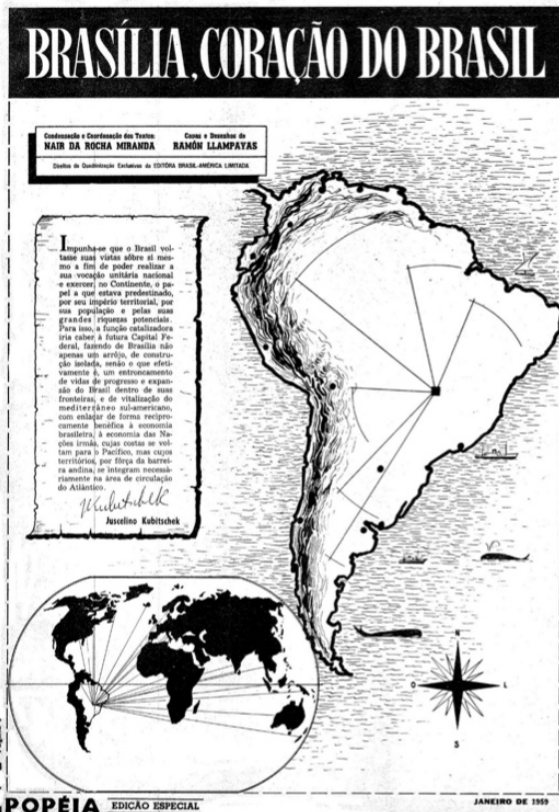 BRASÍLIA, CORAÇÃO DO BRASIL
Condensação e Coordenação dos Textos:
NAIR DA ROCHA MIRANDA
Capas e Desenhos de
RAMÓN LLAMPAYAS
Direitos de Quadrinização Exclusivos da EDITÔRA BRASIL-AMÉRICA LIMITADA
Impunha-se que o Brasil vol-
tasse suas vistas sôbre si mes-
mo a fim de poder realizar a
sua vocação unitária nacional
e exercer, no Continente, o pa-
pel a que estava predestinado,
por seu império territorial, por
sua população e pelas suas
grandes riquezas potenciais.
Para isso, a função catalizadora
iria caber à futura Capital Fe-
deral, fazendo de Brasília não
apenas um arrôjo, de constru-
ção isolada, senão o que efeti-
vamente é, um entroncamento
de vidas de progresso e expan-
são do Brasil dentro de suas
fronteiras, e de vitalização do
mediterrâneo sul-americano,
com enlaçar de forma recipro-
camente benéfica à economia
brasileira, à economia das Na-
ções irmãs, cujas costas se vol-
tam para o Pacífico, mas cujos
territórios, por fôrça da barrei-
ra andina, se integram necessà-
riamente na área de circulação
do Atlântico.
JKubitschek
Juscelino Kubitschek
N
O
L
S
POPÉIA EDIÇÃO ESPECIAL
JANEIRO DE 1959